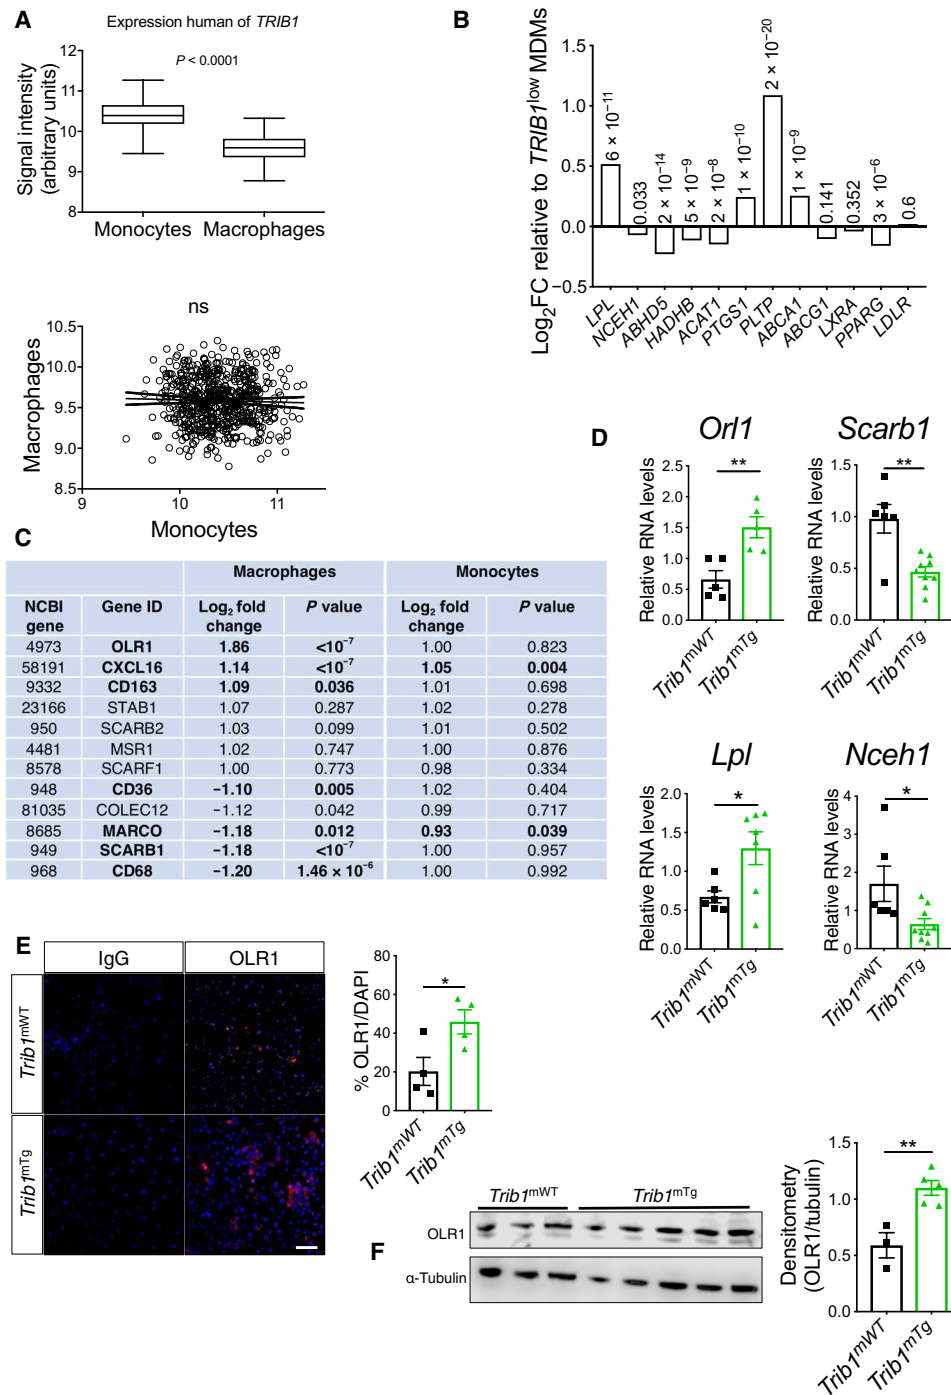 A
Expression human of TRIB1
Signal intensity
(arbitrary units)
12
11
10
9
8
P < 0.0001
Monocytes
Macrophages
ns
Macrophages
10.5
10.0
9.5
9.0
8.5
9
10
11
Monocytes
B
Log2FC relative to TRIB1low MDMs
1.5
1.0
0.5
0.0
−0.5
6 × 10−11
0.033
2 × 10−14
5 × 10−9
2 × 10−8
1 × 10−10
2 × 10−20
1 × 10−9
0.141
0.352
3 × 10−6
0.6
LPL
NCEH1
ABHD5
HADHB
ACAT1
PTGS1
PLTP
ABCA1
ABCG1
LXRA
PPARG
LDLR
C
Macrophages Monocytes
NCBI gene Gene ID Log2 fold change P value Log2 fold change P value
4973 OLR1 1.86 <10−7 1.00 0.823
58191 CXCL16 1.14 <10−7 1.05 0.004
9332 CD163 1.09 0.036 1.01 0.698
23166 STAB1 1.07 0.287 1.02 0.278
950 SCARB2 1.03 0.099 1.01 0.502
4481 MSR1 1.02 0.747 1.00 0.876
8578 SCARF1 1.00 0.773 0.98 0.334
948 CD36 −1.10 0.005 1.02 0.404
81035 COLEC12 −1.12 0.042 0.99 0.717
8685 MARCO −1.18 0.012 0.93 0.039
949 SCARB1 −1.18 <10−7 1.00 0.957
968 CD68 −1.20 1.46 × 10−6 1.00 0.992
D
Orl1
Relative RNA levels
2.5
2.0
1.5
1.0
0.5
0.0
**
Trib1mWT
Trib1mTg
Scarb1
Relative RNA levels
1.5
1.0
0.5
0.0
**
Trib1mWT
Trib1mTg
Lpl
Relative RNA levels
2.0
1.5
1.0
0.5
0.0
*
Trib1mWT
Trib1mTg
Nceh1
Relative RNA levels
4
3
2
1
0
*
Trib1mWT
Trib1mTg
E
IgG
OLR1
Trib1mWT
Trib1mTg
% OLR1/DAPI
80
60
40
20
0
*
Trib1mWT
Trib1mTg
F
Trib1mWT
Trib1mTg
OLR1
α-Tubulin
Densitometry
(OLR1/tubulin)
1.5
1.0
0.5
0.0
**
Trib1mWT
Trib1mTg